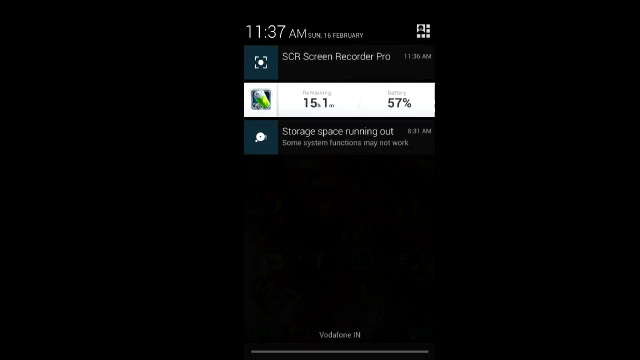 11:37 AM SUN, 16 FEBRUARY
SCR Screen Recorder Pro 11:36 AM
Remaining Battery
15h 1m 57%
Storage space running out 8:31 AM
Some system functions may not work
Vodafone IN